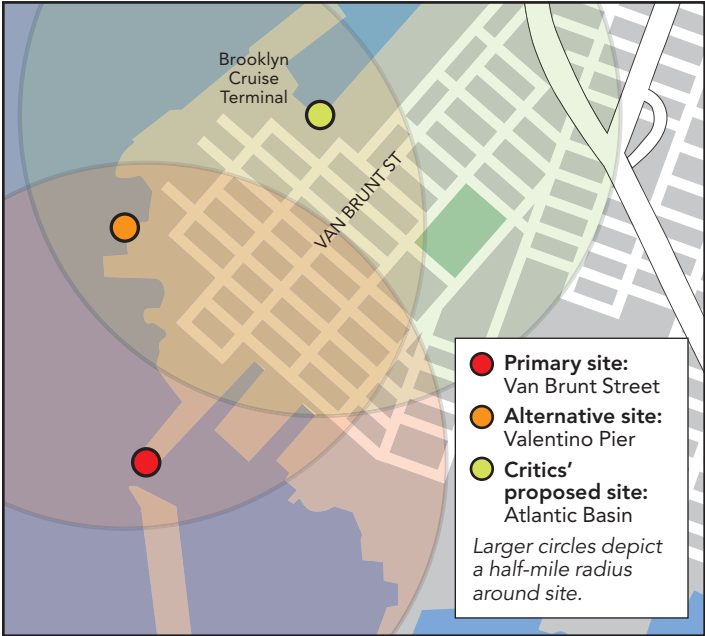 Brooklyn
Cruise
Terminal
VAN BRUNT ST
Primary site:
Van Brunt Street
Alternative site:
Valentino Pier
Critics’
proposed site:
Atlantic Basin
Larger circles depict
a half-mile radius
around site.